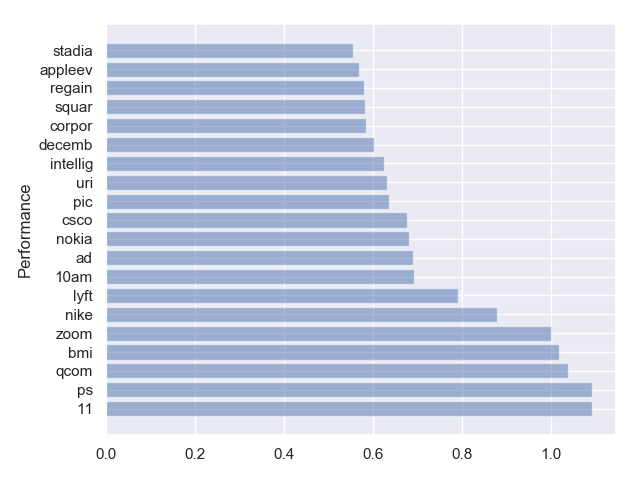 stadia
appleev
regain
squar
corpor
decemb
intellig
uri
pic
csco
nokia
ad
10am
lyft
nike
zoom
bmi
qcom
ps
11
Performance
0.0 0.2 0.4 0.6 0.8 1.0